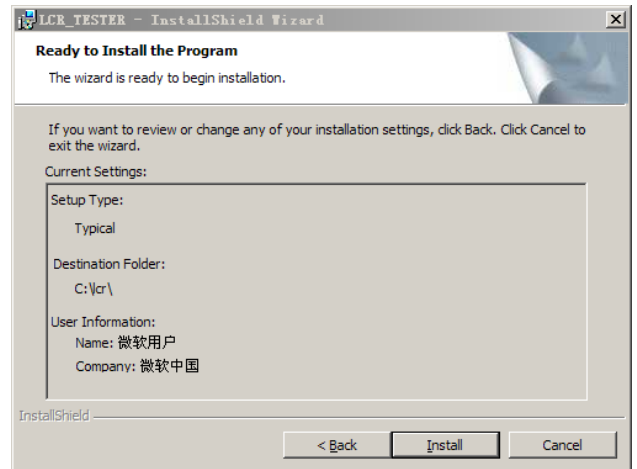 LCR_TESTER - InstallShield Wizard
Ready to Install the Program
The wizard is ready to begin installation.
If you want to review or change any of your installation settings, click Back. Click Cancel to
exit the wizard.
Current Settings:
Setup Type:
Typical
Destination Folder:
C:\lcr\
User Information:
Name: 微软用户
Company: 微软中国
InstallShield
< Back
Install
Cancel